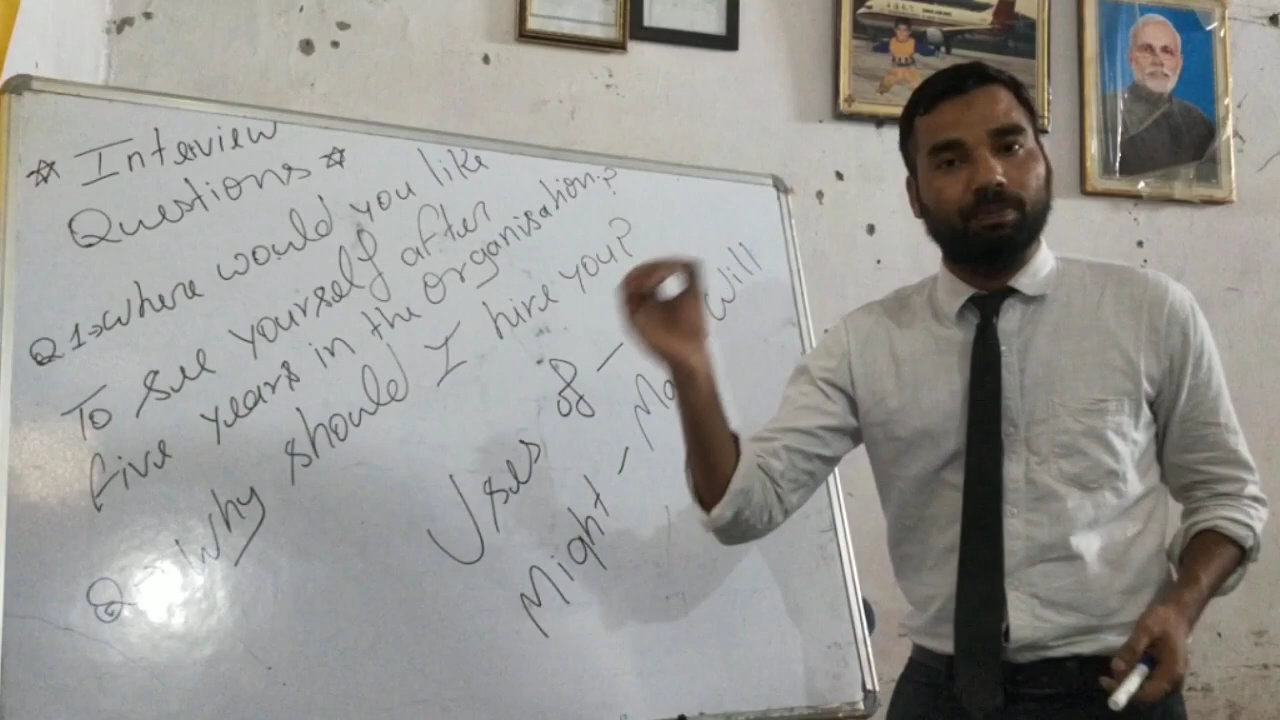 ☆ Interview
Questions ☆
Q1→ Where would you like
To see yourself after
five years in the organisation?
Q - Why should I hire you?
Uses of - Will
Might -